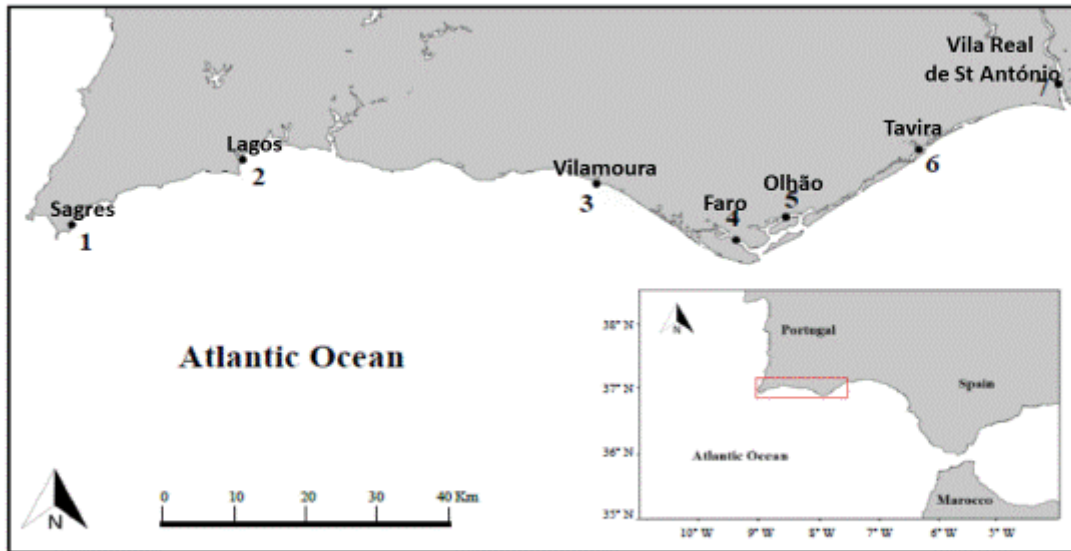 Vila Real
de St António
7
Tavira
6
Lagos
2
Vilamoura
3
Olhão
5
Faro
4
Sagres
1
Atlantic Ocean
N
0 10 20 30 40 Km
N
38° N
37° N
36° N
35° N
Portugal
Spain
Atlantic Ocean
Marocco
10° W 9° W 8° W 7° W 6° W 5° W